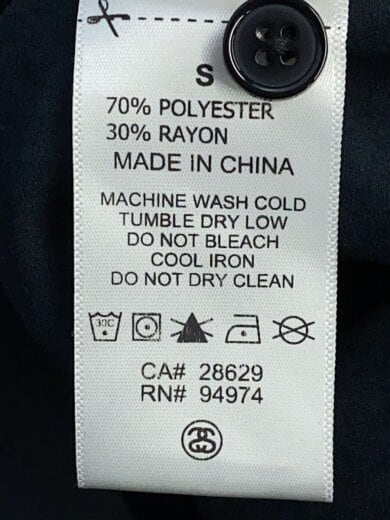 S
70% POLYESTER
30% RAYON
MADE IN CHINA
MACHINE WASH COLD
TUMBLE DRY LOW
DO NOT BLEACH
COOL IRON
DO NOT DRY CLEAN
30C
CA# 28629
RN# 94974